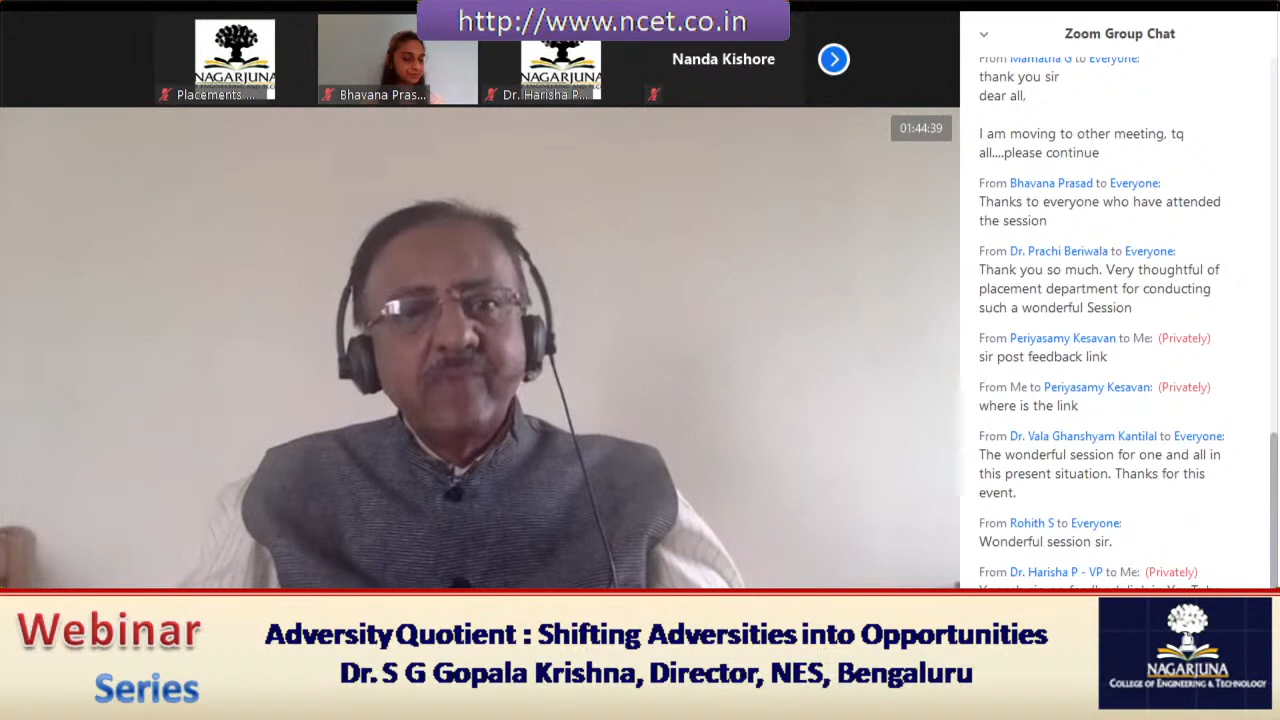 http://www.ncet.co.in
NAGARJUNA
Placements ...
Bhavana Pras...
NAGARJUNA
Dr. Harisha P...
Nanda Kishore
01:44:39
Zoom Group Chat
From Mamatha G to Everyone:
thank you sir
dear all,
I am moving to other meeting, tq
all....please continue
From Bhavana Prasad to Everyone:
Thanks to everyone who have attended
the session
From Dr. Prachi Beriwala to Everyone:
Thank you so much. Very thoughtful of
placement department for conducting
such a wonderful Session
From Periyasamy Kesavan to Me: (Privately)
sir post feedback link
From Me to Periyasamy Kesavan: (Privately)
where is the link
From Dr. Vala Ghanshyam Kantilal to Everyone:
The wonderful session for one and all in
this present situation. Thanks for this
event.
From Rohith S to Everyone:
Wonderful session sir.
From Dr. Harisha P - VP to Me: (Privately)
Webinar
Series
Adversity Quotient : Shifting Adversities into Opportunities
Dr. S G Gopala Krishna, Director, NES, Bengaluru
NAGARJUNA
COLLEGE OF ENGINEERING & TECHNOLOGY